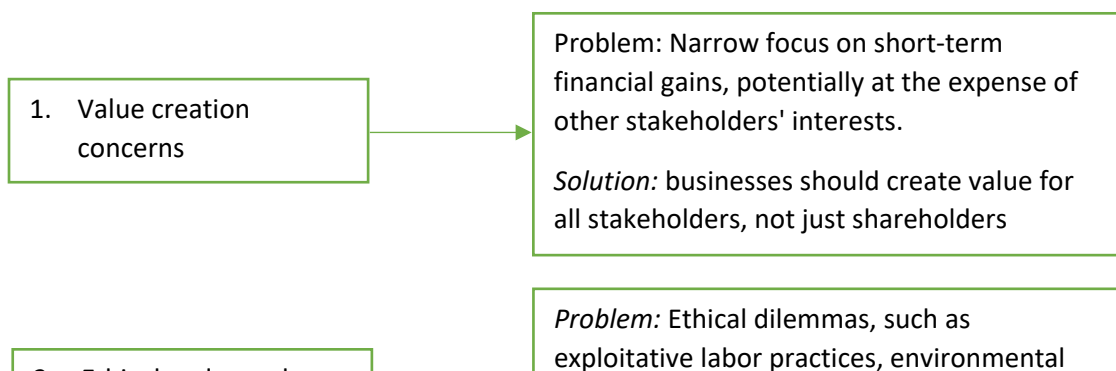 1. Value creation
concerns
Problem: Narrow focus on short-term
financial gains, potentially at the expense of
other stakeholders' interests.
Solution: businesses should create value for
all stakeholders, not just shareholders
Problem: Ethical dilemmas, such as
exploitative labor practices, environmental